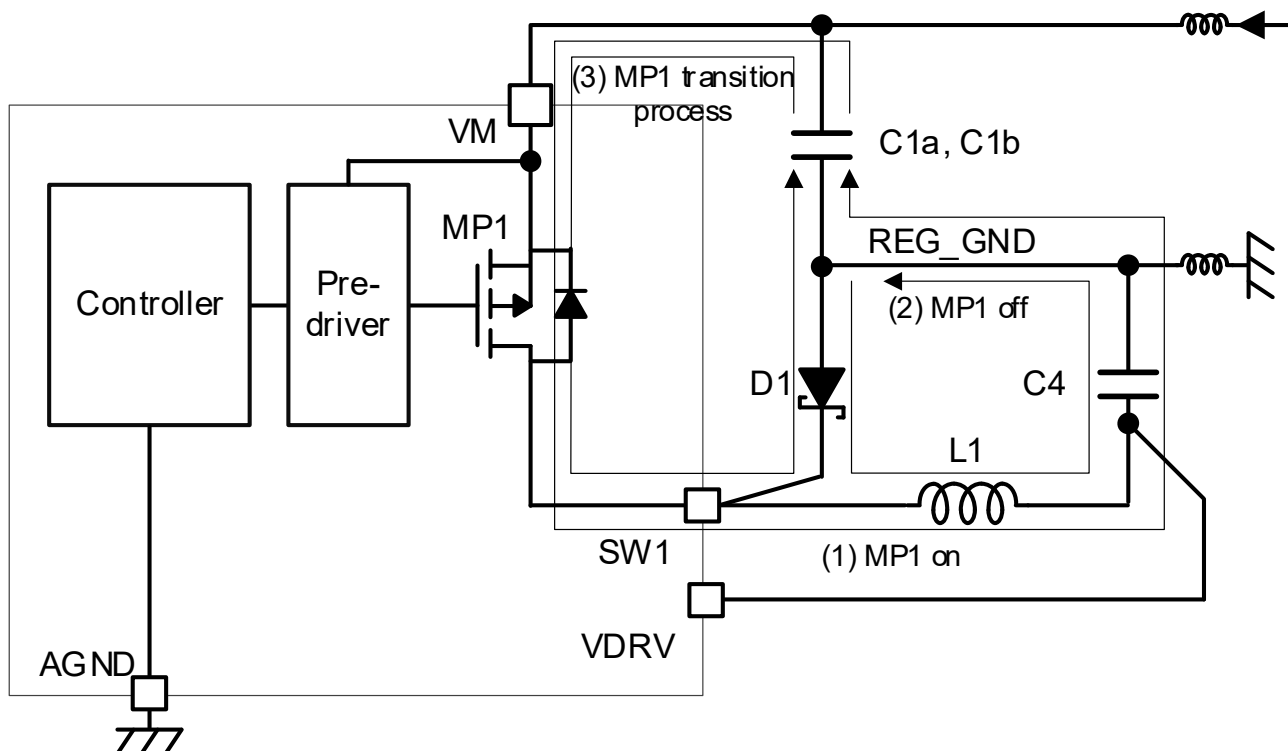 (3) MP1 transition
process
VM
C1a, C1b
MP1
REG_GND
Controller
Pre-
driver
(2) MP1 off
D1
C4
L1
SW1
(1) MP1 on
VDRV
AGND